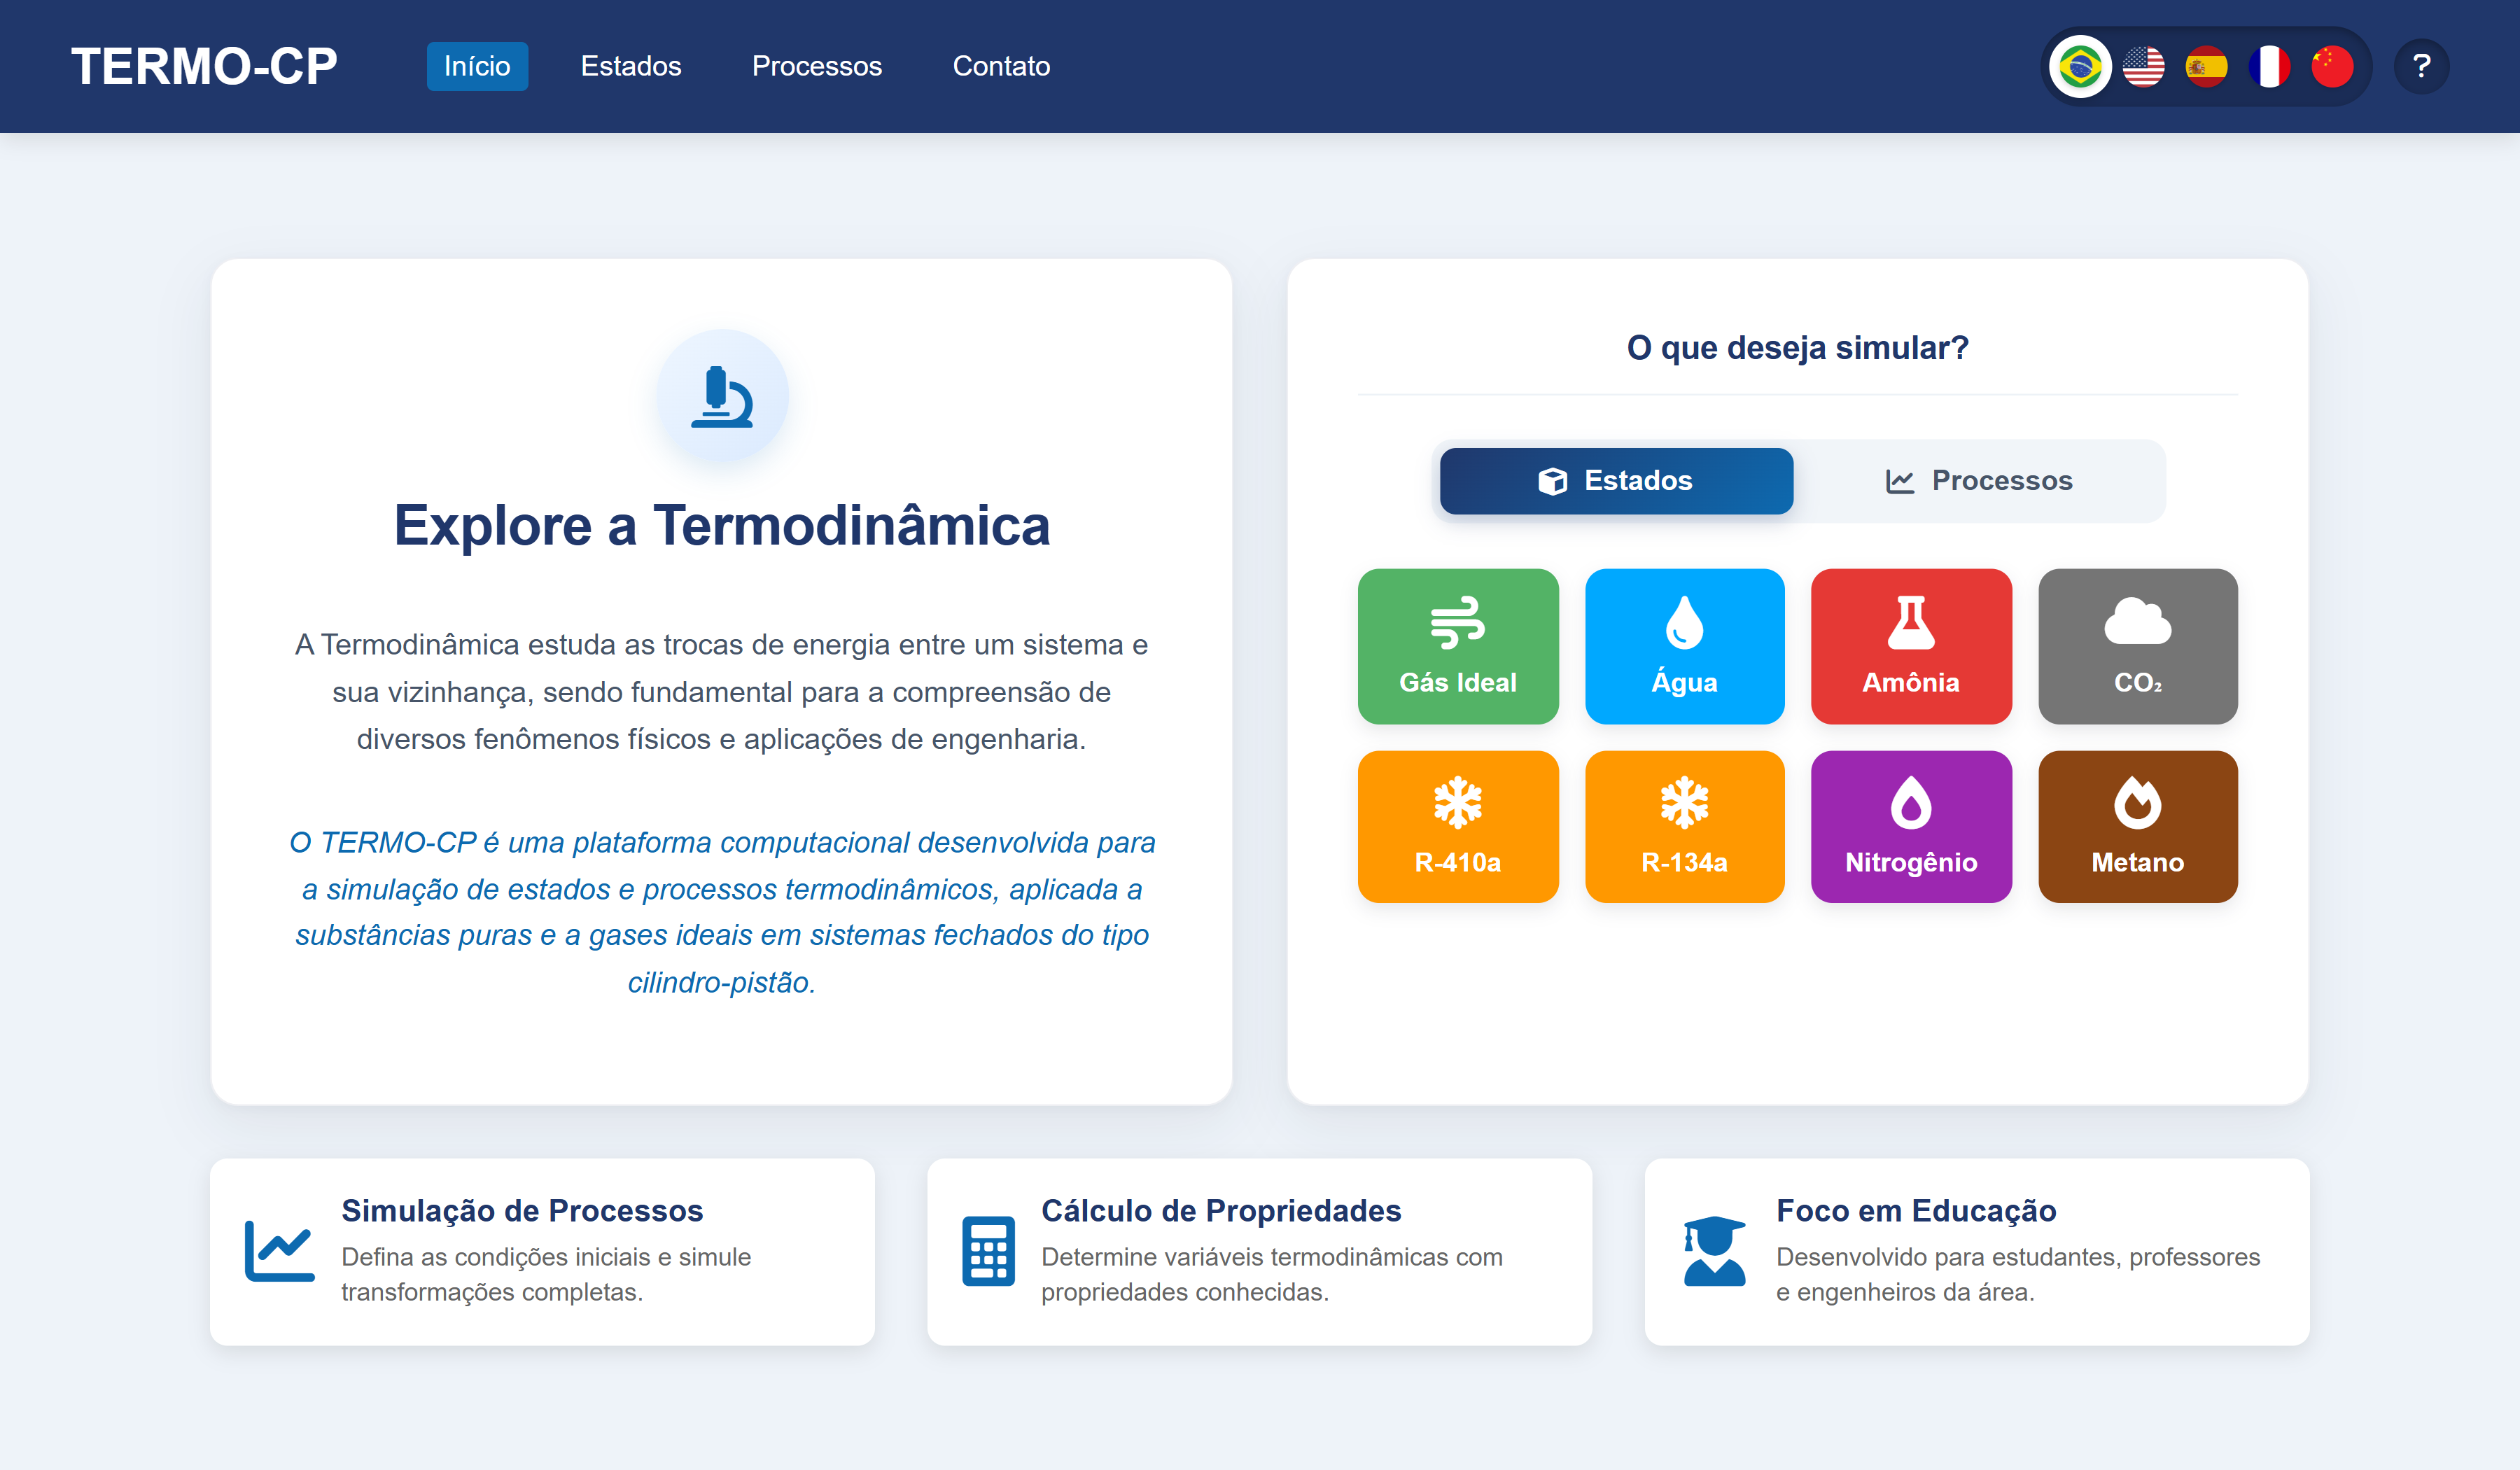 TERMO-CP
Início
Estados
Processos
Contato
?
Explore a Termodinâmica
A Termodinâmica estuda as trocas de energia entre um sistema e
sua vizinhança, sendo fundamental para a compreensão de
diversos fenômenos físicos e aplicações de engenharia.
O TERMO-CP é uma plataforma computacional desenvolvida para
a simulação de estados e processos termodinâmicos, aplicada a
substâncias puras e a gases ideais em sistemas fechados do tipo
cilindro-pistão.
O que deseja simular?
Estados
Processos
Gás Ideal
Água
Amônia
CO₂
R-410a
R-134a
Nitrogênio
Metano
Simulação de Processos
Defina as condições iniciais e simule
transformações completas.
Cálculo de Propriedades
Determine variáveis termodinâmicas com
propriedades conhecidas.
Foco em Educação
Desenvolvido para estudantes, professores
e engenheiros da área.